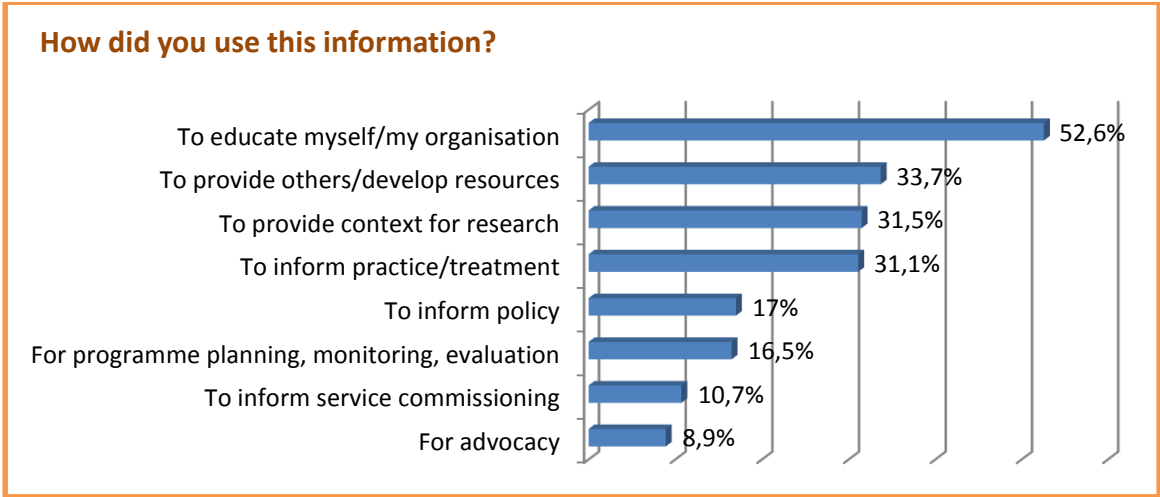 How did you use this information?
To educate myself/my organisation 52,6%
To provide others/develop resources 33,7%
To provide context for research 31,5%
To inform practice/treatment 31,1%
To inform policy 17%
For programme planning, monitoring, evaluation 16,5%
To inform service commissioning 10,7%
For advocacy 8,9%